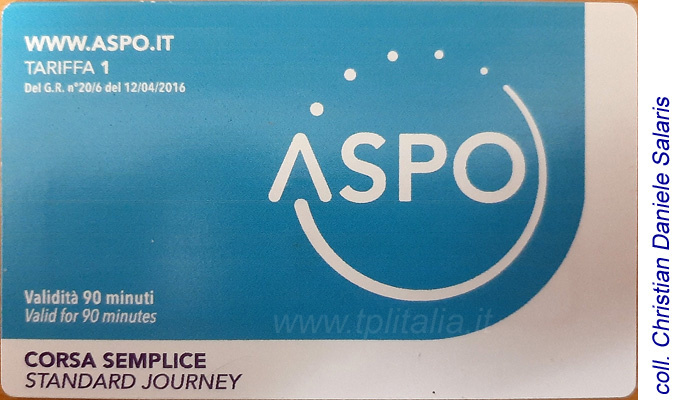 WWW.ASPO.IT
TARIFFA 1
Del G.R. n°20/6 del 12/04/2016
ASPO
Validità 90 minuti
Valid for 90 minutes
www.tplitalia.it
CORSA SEMPLICE
STANDARD JOURNEY
coll. Christian Daniele Salaris